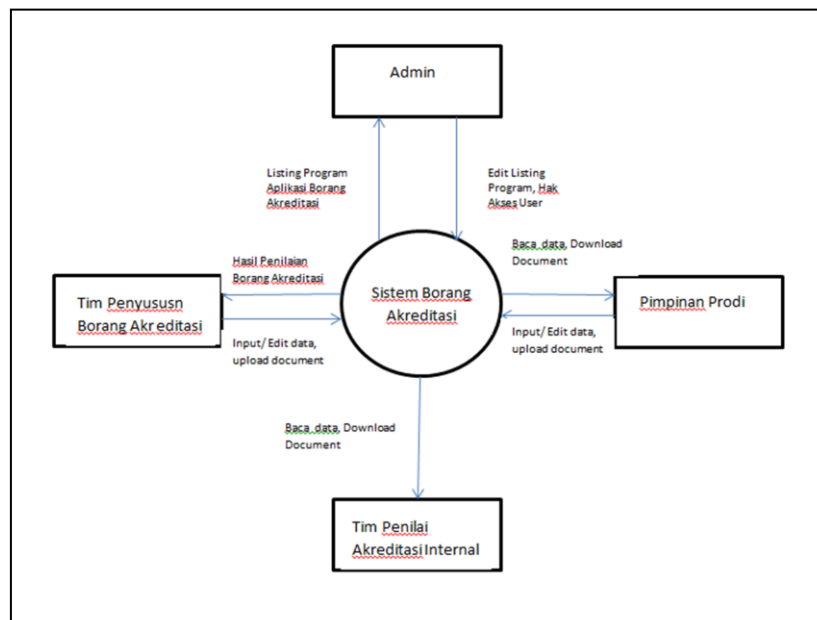 Admin
Listing Program
Aplikasi Borang
Akreditasi
Edit Listing
Program, Hak
Akses User
Baca data, Download
Document
Hasil Penilaian
Borang Akreditasi
Tim Penyususn
Borang Akreditasi
Sistem Borang
Akreditasi
Pimpinan Prodi
Input/ Edit data,
upload document
Input/ Edit data,
upload document
Baca data, Download
Document
Tim Penilai
Akreditasi Internal